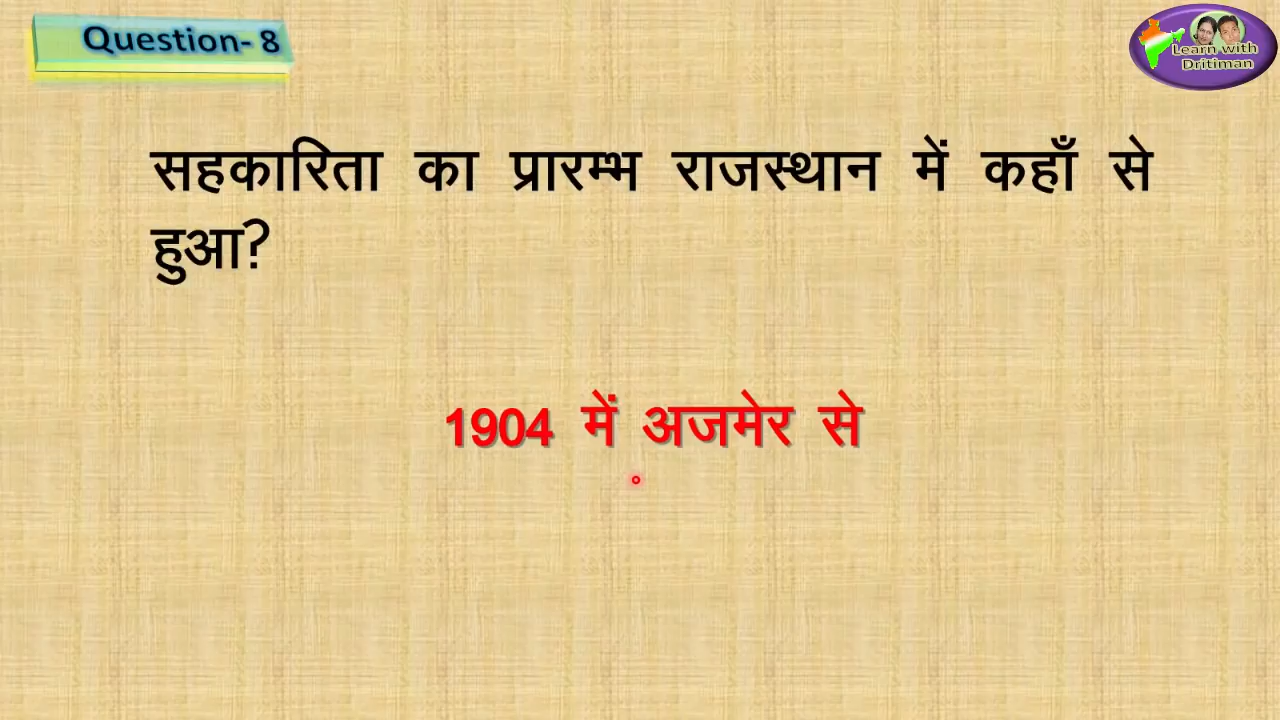 Question- 8
Learn with
Dritiman
सहकारिता का प्रारम्भ राजस्थान में कहाँ से
हुआ?
1904 में अजमेर से